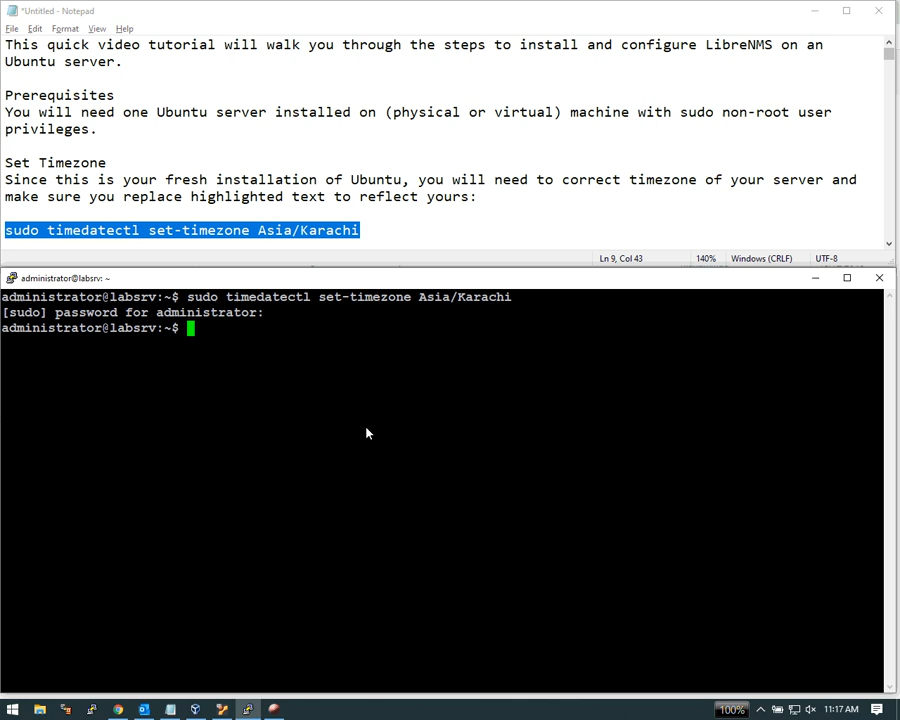 *Untitled - Notepad
File Edit Format View Help
This quick video tutorial will walk you through the steps to install and configure LibreNMS on an
Ubuntu server.
Prerequisites
You will need one Ubuntu server installed on (physical or virtual) machine with sudo non-root user
privileges.
Set Timezone
Since this is your fresh installation of Ubuntu, you will need to correct timezone of your server and
make sure you replace highlighted text to reflect yours:
sudo timedatectl set-timezone Asia/Karachi
Ln 9, Col 43 140% Windows (CRLF) UTF-8
administrator@labsrv: ~
administrator@labsrv:~$ sudo timedatectl set-timezone Asia/Karachi
[sudo] password for administrator:
administrator@labsrv:~$
100% 11:17 AM